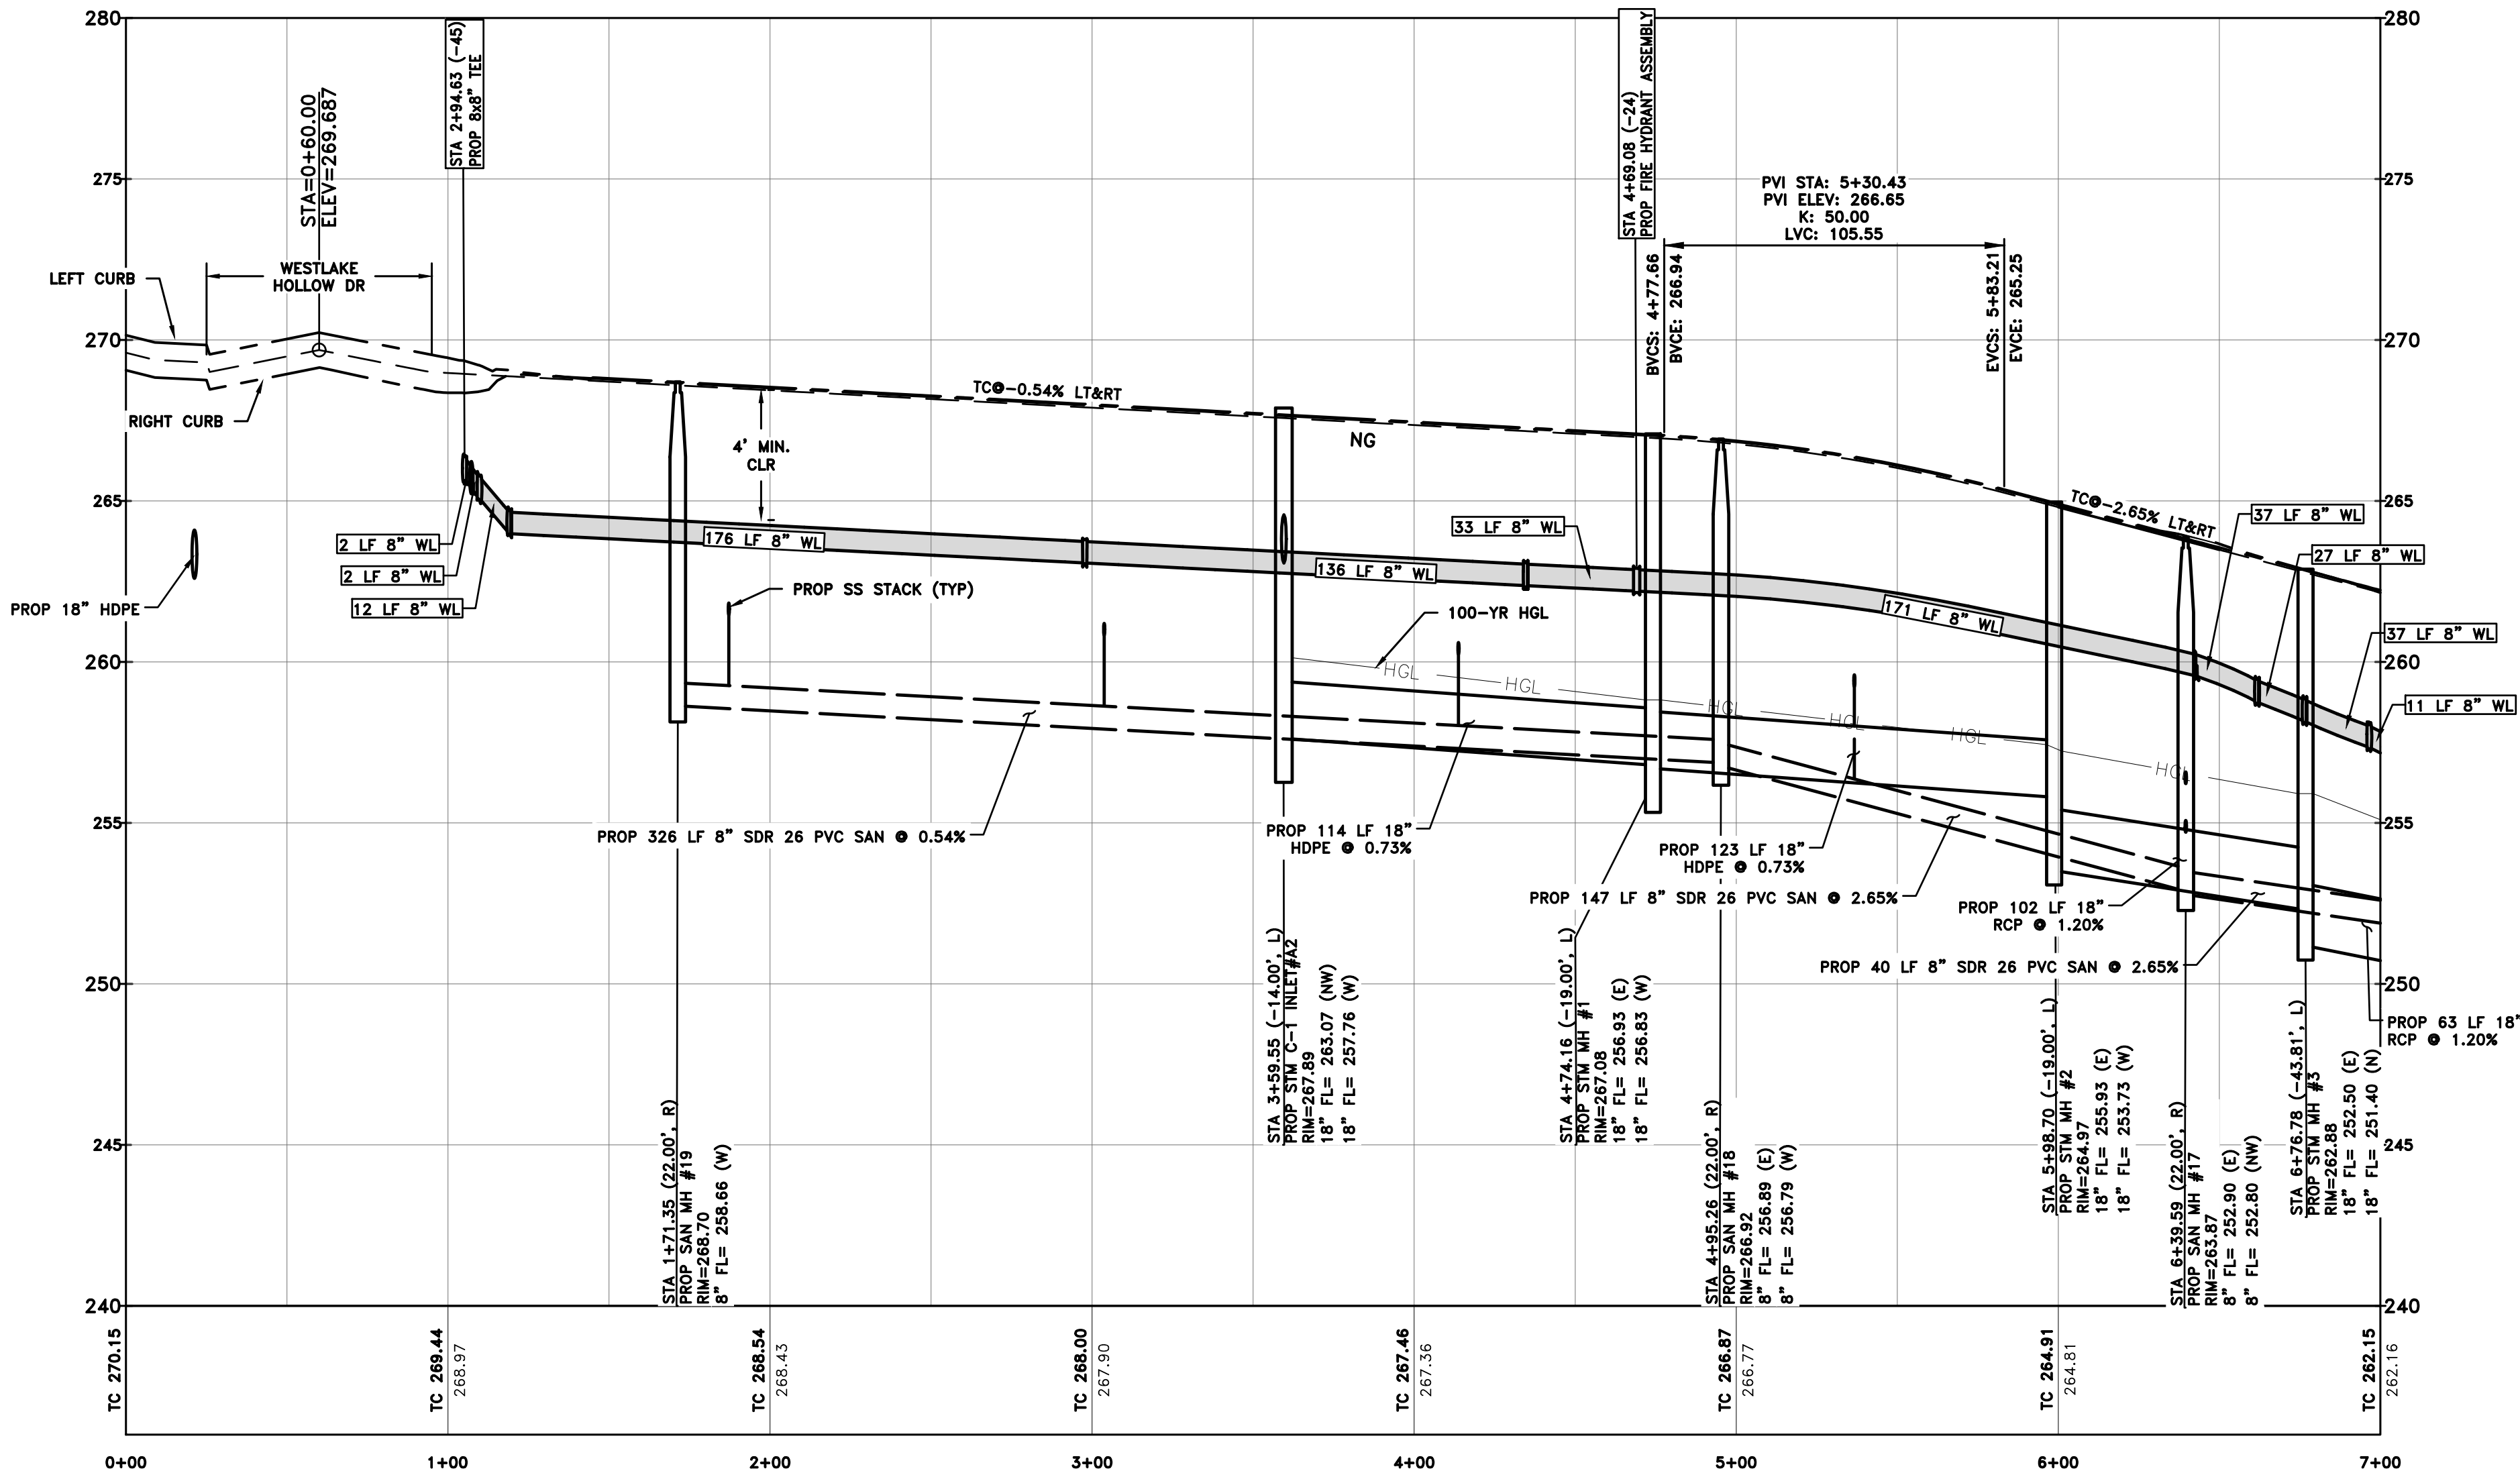 280
280
STA 2+94.63 (-45)
PROP 8x8" TEE
STA=0+60.00
ELEV=269.687
STA 4+69.08 (-24)
PROP FIRE HYDRANT ASSEMBLY
PVI STA: 5+30.43
PVI ELEV: 266.65
K: 50.00
LVC: 105.55
275
275
BVCS: 4+77.66
BVCE: 266.94
EVCS: 5+83.21
EVCE: 265.25
LEFT CURB
WESTLAKE
HOLLOW DR
270
270
RIGHT CURB
TC@-0.54% LT&RT
4' MIN.
CLR
NG
265
265
TC@-2.65% LT&RT
37 LF 8" WL
33 LF 8" WL
27 LF 8" WL
2 LF 8" WL
176 LF 8" WL
2 LF 8" WL
136 LF 8" WL
12 LF 8" WL
PROP 18" HDPE
PROP SS STACK (TYP)
100-YR HGL
171 LF 8" WL
37 LF 8" WL
260
260
HGL
HGL
HGL
HGL
HGL
HGL
11 LF 8" WL
255
255
PROP 326 LF 8" SDR 26 PVC SAN @ 0.54%
PROP 114 LF 18"
HDPE @ 0.73%
PROP 123 LF 18"
HDPE @ 0.73%
PROP 147 LF 8" SDR 26 PVC SAN @ 2.65%
PROP 102 LF 18"
RCP @ 1.20%
PROP 40 LF 8" SDR 26 PVC SAN @ 2.65%
250
250
PROP 63 LF 18"
RCP @ 1.20%
STA 1+71.35 (22.00', R)
PROP SAN MH #19
RIM=268.70
8" FL= 258.66 (W)
STA 3+59.55 (-14.00', L)
PROP STM C-1 INLET#A2
RIM=267.89
18" FL= 263.07 (NW)
18" FL= 257.76 (W)
STA 4+74.16 (-19.00', L)
PROP STM MH #1
RIM=267.08
18" FL= 256.93 (E)
18" FL= 256.83 (W)
STA 4+95.26 (22.00', R)
PROP SAN MH #18
RIM=266.92
8" FL= 256.89 (E)
8" FL= 256.79 (W)
STA 5+98.70 (-19.00', L)
PROP STM MH #2
RIM=264.97
18" FL= 255.93 (E)
18" FL= 253.73 (W)
STA 6+39.59 (22.00', R)
PROP SAN MH #17
RIM=263.87
8" FL= 252.90 (E)
8" FL= 252.80 (NW)
STA 6+76.78 (-43.81', L)
PROP STM MH #3
RIM=262.88
18" FL= 252.50 (E)
18" FL= 251.40 (N)
245
245
240
240
TC 270.15
TC 269.44
268.97
TC 268.54
268.43
TC 268.00
267.90
TC 267.46
267.36
TC 266.87
266.77
TC 264.91
264.81
TC 262.15
262.16
0+00
1+00
2+00
3+00
4+00
5+00
6+00
7+00